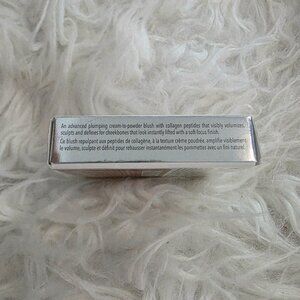 An advanced plumping cream-to-powder blush with collagen peptides that visibly volumizes,
sculpts and defines for cheekbones that look instantly lifted with a soft focus finish.
Ce blush repulpant aux peptides de collagène, à la texture crème poudrée, amplifie visiblement
le volume, sculpte et définit pour rehausser instantanément les pommettes avec un fini naturel.